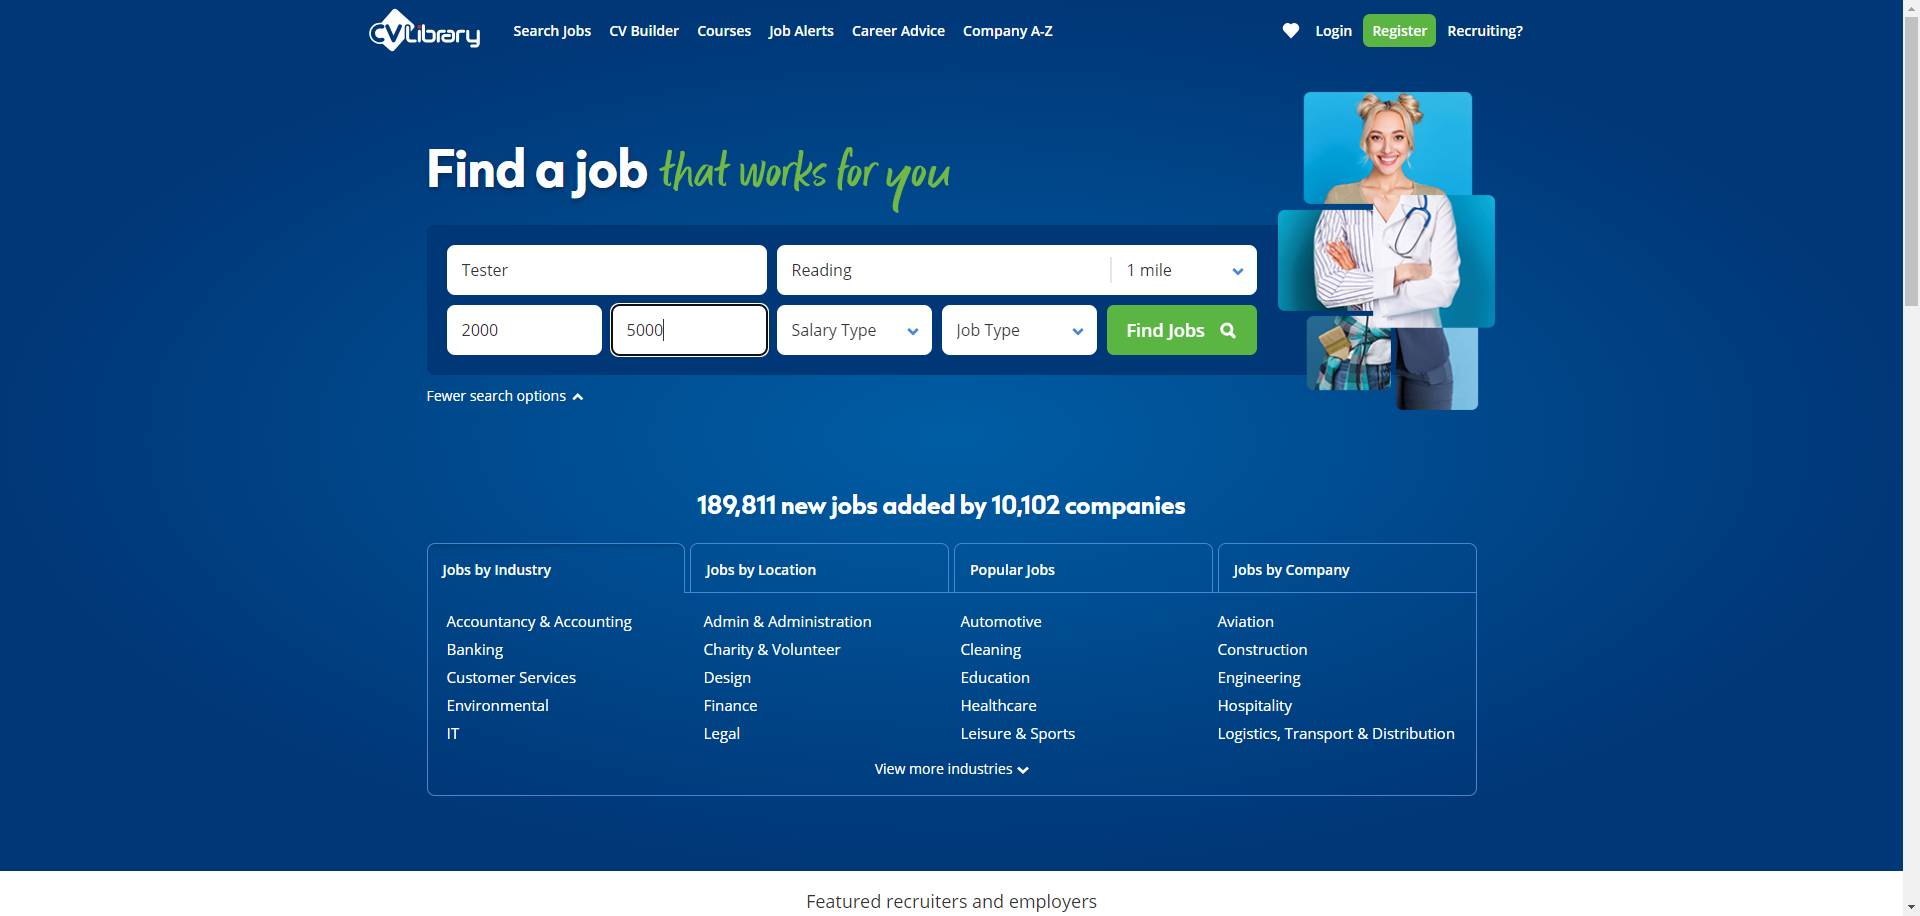 CV Library
Search Jobs
CV Builder
Courses
Job Alerts
Career Advice
Company A-Z
Login
Register
Recruiting?
Find a job that works for you
Tester
Reading
1 mile
2000
5000
Salary Type
Job Type
Find Jobs
Fewer search options
189,811 new jobs added by 10,102 companies
Jobs by Industry
Jobs by Location
Popular Jobs
Jobs by Company
Accountancy & Accounting
Admin & Administration
Automotive
Aviation
Banking
Charity & Volunteer
Cleaning
Construction
Customer Services
Design
Education
Engineering
Environmental
Finance
Healthcare
Hospitality
IT
Legal
Leisure & Sports
Logistics, Transport & Distribution
View more industries
Featured recruiters and employers